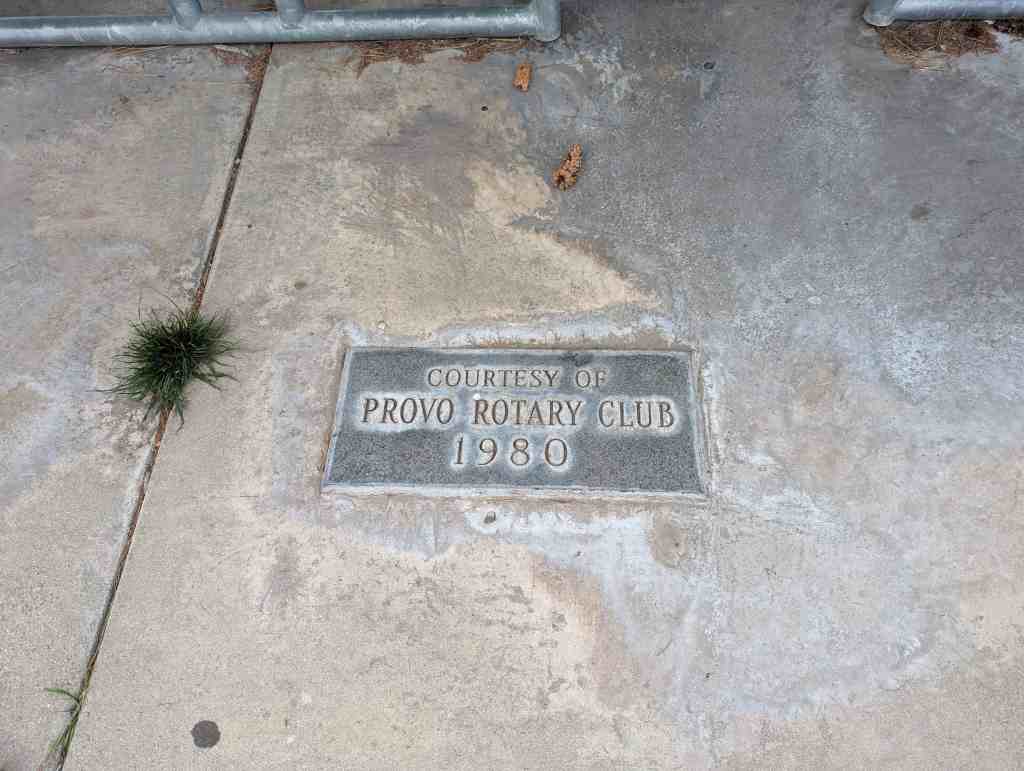 COURTESY OF
PROVO ROTARY CLUB
1980